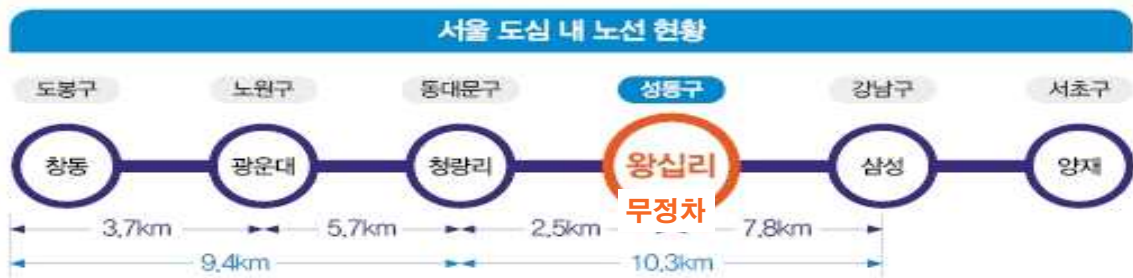 서울 도심 내 노선 현황
도봉구 노원구 동대문구 성동구 강남구 서초구
창동 광운대 청량리 왕십리 삼성 양재
무정차
3.7km 5.7km 2.5km 7.8km
9.4km 10.3km